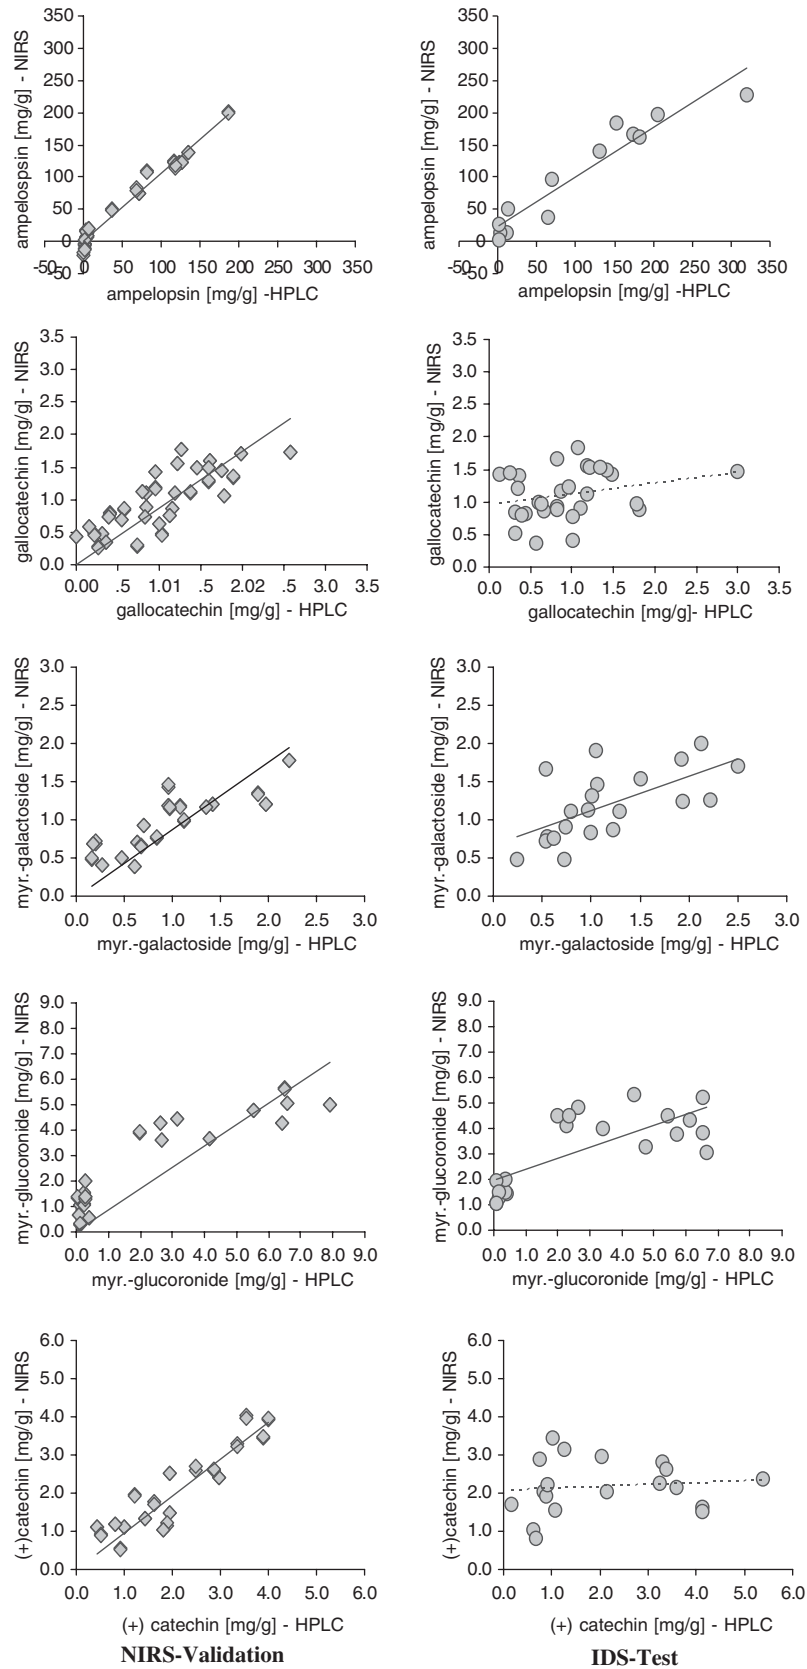 350
300
250
200
150
100
50
0
-50
-50 0 50 100 150 200 250 300 350
ampelospsin [mg/g] - NIRS
ampelopsin [mg/g] -HPLC
350
300
250
200
150
100
50
0
-50
-50 0 50 100 150 200 250 300 350
ampelopsin [mg/g] - NIRS
ampelopsin [mg/g] -HPLC
3.5
3.0
2.5
2.0
1.5
1.0
0.5
0.0
0.00 .5 1.01 .5 2.02 .5 3.0 3.5
gallocatechin [mg/g] - NIRS
gallocatechin [mg/g] - HPLC
3.5
3.0
2.5
2.0
1.5
1.0
0.5
0.0
0.0 0.5 1.0 1.5 2.0 2.5 3.0 3.5
gallocatechin [mg/g] - NIRS
gallocatechin [mg/g]- HPLC
3.0
2.5
2.0
1.5
1.0
0.5
0.0
0.0 0.5 1.0 1.5 2.0 2.5 3.0
myr.-galactoside [mg/g] - NIRS
myr.-galactoside [mg/g] - HPLC
3.0
2.5
2.0
1.5
1.0
0.5
0.0
0.0 0.5 1.0 1.5 2.0 2.5 3.0
myr.-galactoside [mg/g] - NIRS
myr.-galactoside [mg/g] - HPLC
9.0
8.0
7.0
6.0
5.0
4.0
3.0
2.0
1.0
0.0
0.0 1.0 2.0 3.0 4.0 5.0 6.0 7.0 8.0 9.0
myr.-glucoronide [mg/g] - NIRS
myr.-glucoronide [mg/g] - HPLC
9.0
8.0
7.0
6.0
5.0
4.0
3.0
2.0
1.0
0.0
0.0 1.0 2.0 3.0 4.0 5.0 6.0 7.0 8.0 9.0
myr.-glucoronide [mg/g] - NIRS
myr.-glucoronide [mg/g] - HPLC
6.0
5.0
4.0
3.0
2.0
1.0
0.0
0.0 1.0 2.0 3.0 4.0 5.0 6.0
(+)catechin [mg/g] - NIRS
(+) catechin [mg/g] - HPLC
6.0
5.0
4.0
3.0
2.0
1.0
0.0
0.0 1.0 2.0 3.0 4.0 5.0 6.0
(+)catechin [mg/g] - NIRS
(+) catechin [mg/g] - HPLC
NIRS-Validation
IDS-Test